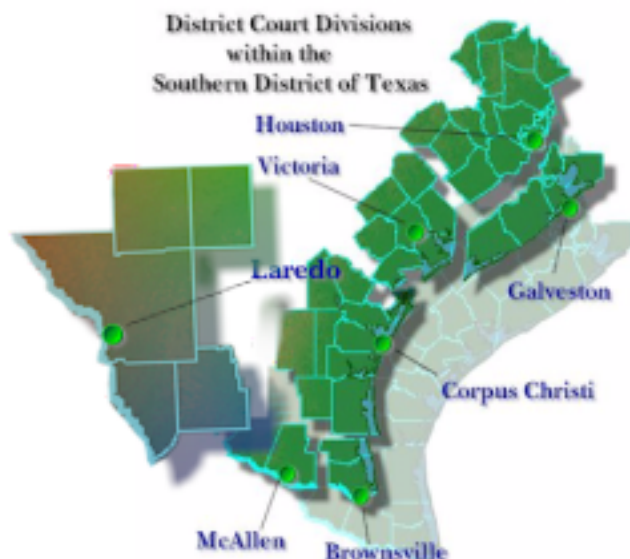 District Court Divisions
within the
Southern District of Texas
Houston
Victoria
Laredo
Galveston
Corpus Christi
McAllen
Brownsville